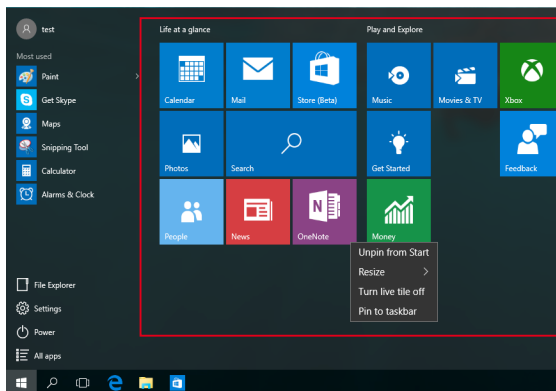 test
Most used
Paint
Get Skype
Maps
Snipping Tool
Calculator
Alarms & Clock
File Explorer
Settings
Power
All apps
Life at a glance
Play and Explore
Calendar
Mail
Store (Beta)
Music
Movies & TV
Xbox
Photos
Search
Get Started
Feedback
People
News
OneNote
Money
Unpin from Start
Resize
Turn live tile off
Pin to taskbar